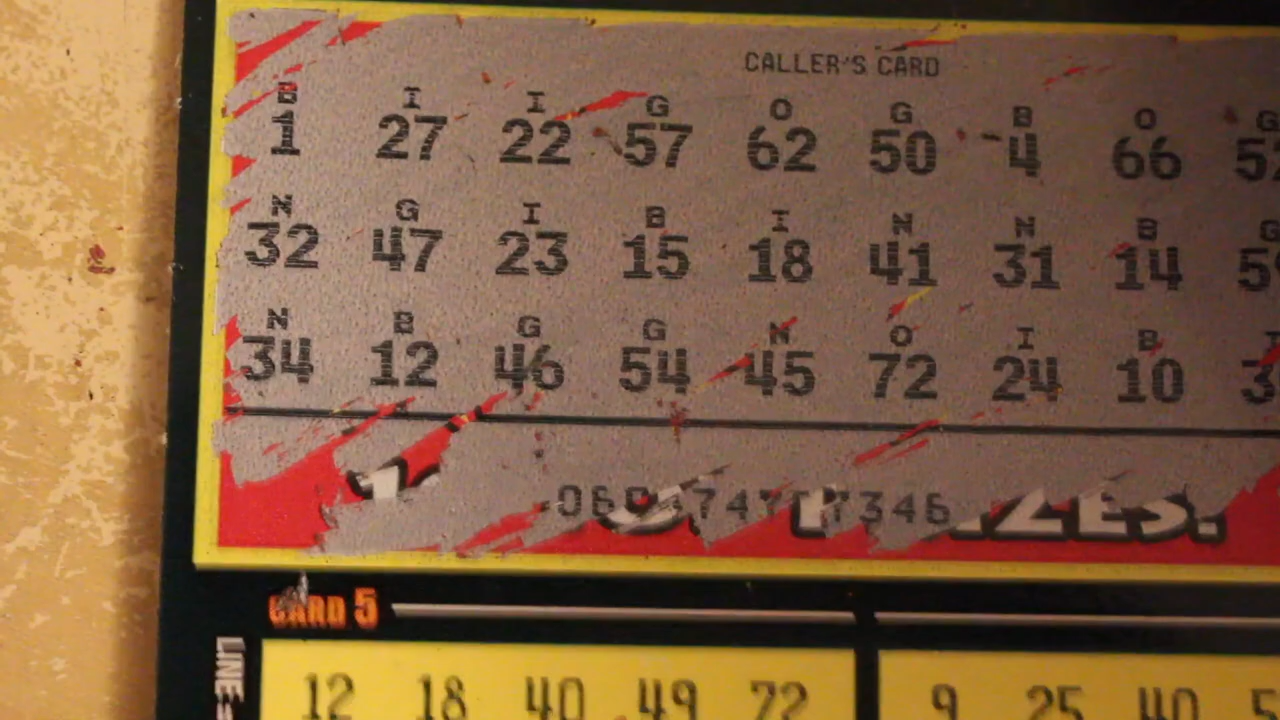 CALLER'S CARD
B I I G O G B O G
1 27 22 57 62 50 4 66
N G I B I N N B G
32 47 23 15 18 41 31 14
N B G G N O I B
34 12 46 54 45 72 24 10
CARD 5
LINE
12 18 40 49 72 9 25 40